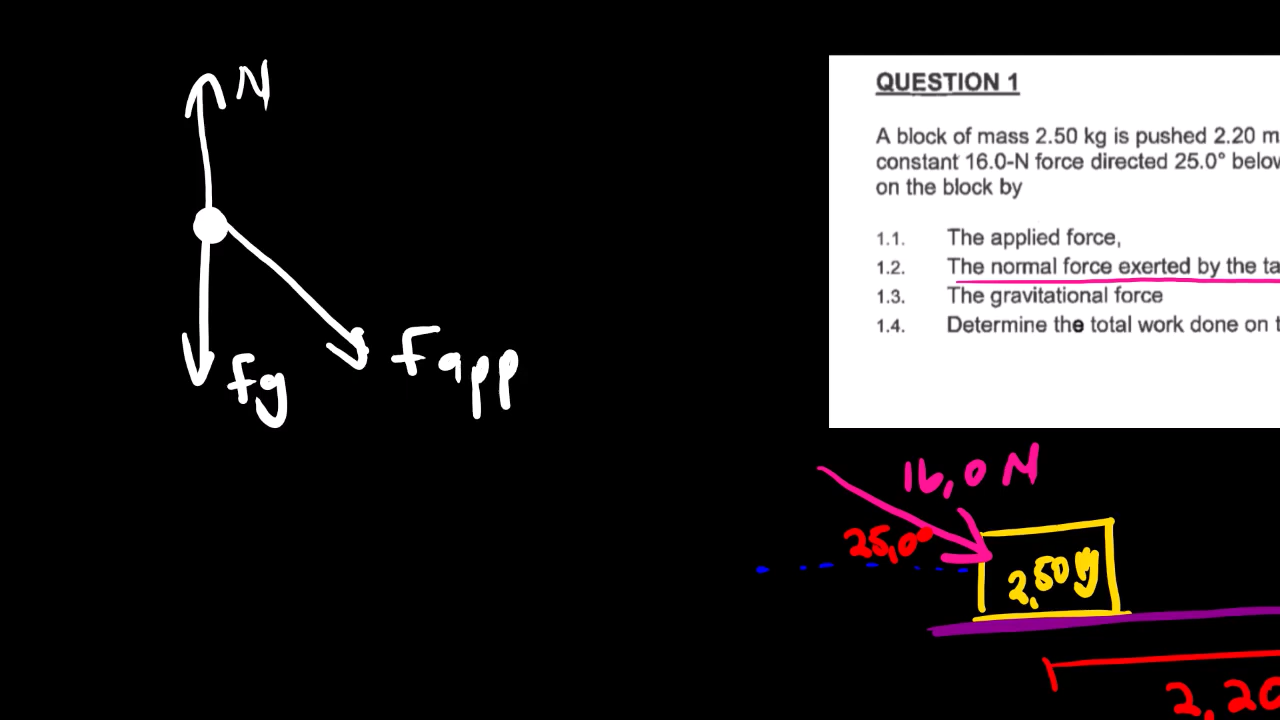 N
fg
Fapp
QUESTION 1
A block of mass 2.50 kg is pushed 2.20 m
constant 16.0-N force directed 25.0° below
on the block by
1.1. The applied force,
1.2. The normal force exerted by the ta
1.3. The gravitational force
1.4. Determine the total work done on t
16,0 N
25,0°
2,50 kg
2,20